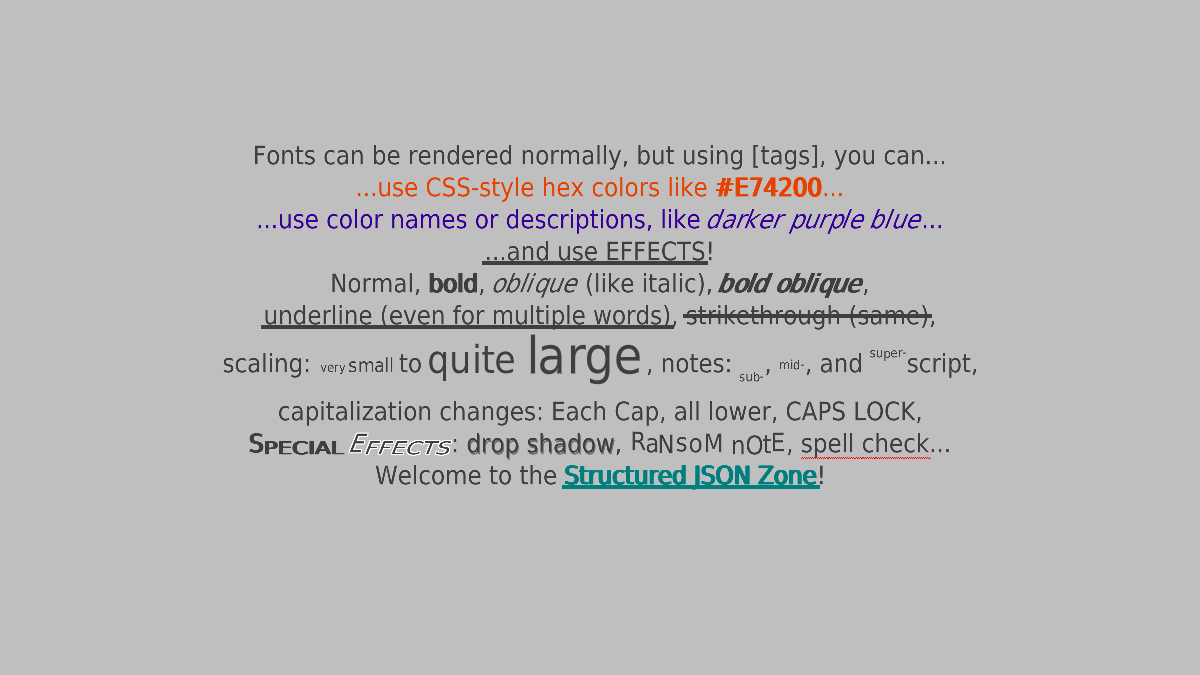 Fonts can be rendered normally, but using [tags], you can...
...use CSS-style hex colors like #E74200...
...use color names or descriptions, like darker purple blue...
...and use EFFECTS!
Normal, bold, oblique (like italic), bold oblique,
underline (even for multiple words), strikethrough (same),
scaling: very small to quite large, notes: sub-, mid-, and super-script,
capitalization changes: Each Cap, all lower, CAPS LOCK,
SPECIAL EFFECTS: drop shadow, RaNsoM nOtE, spell check...
Welcome to the Structured JSON Zone!